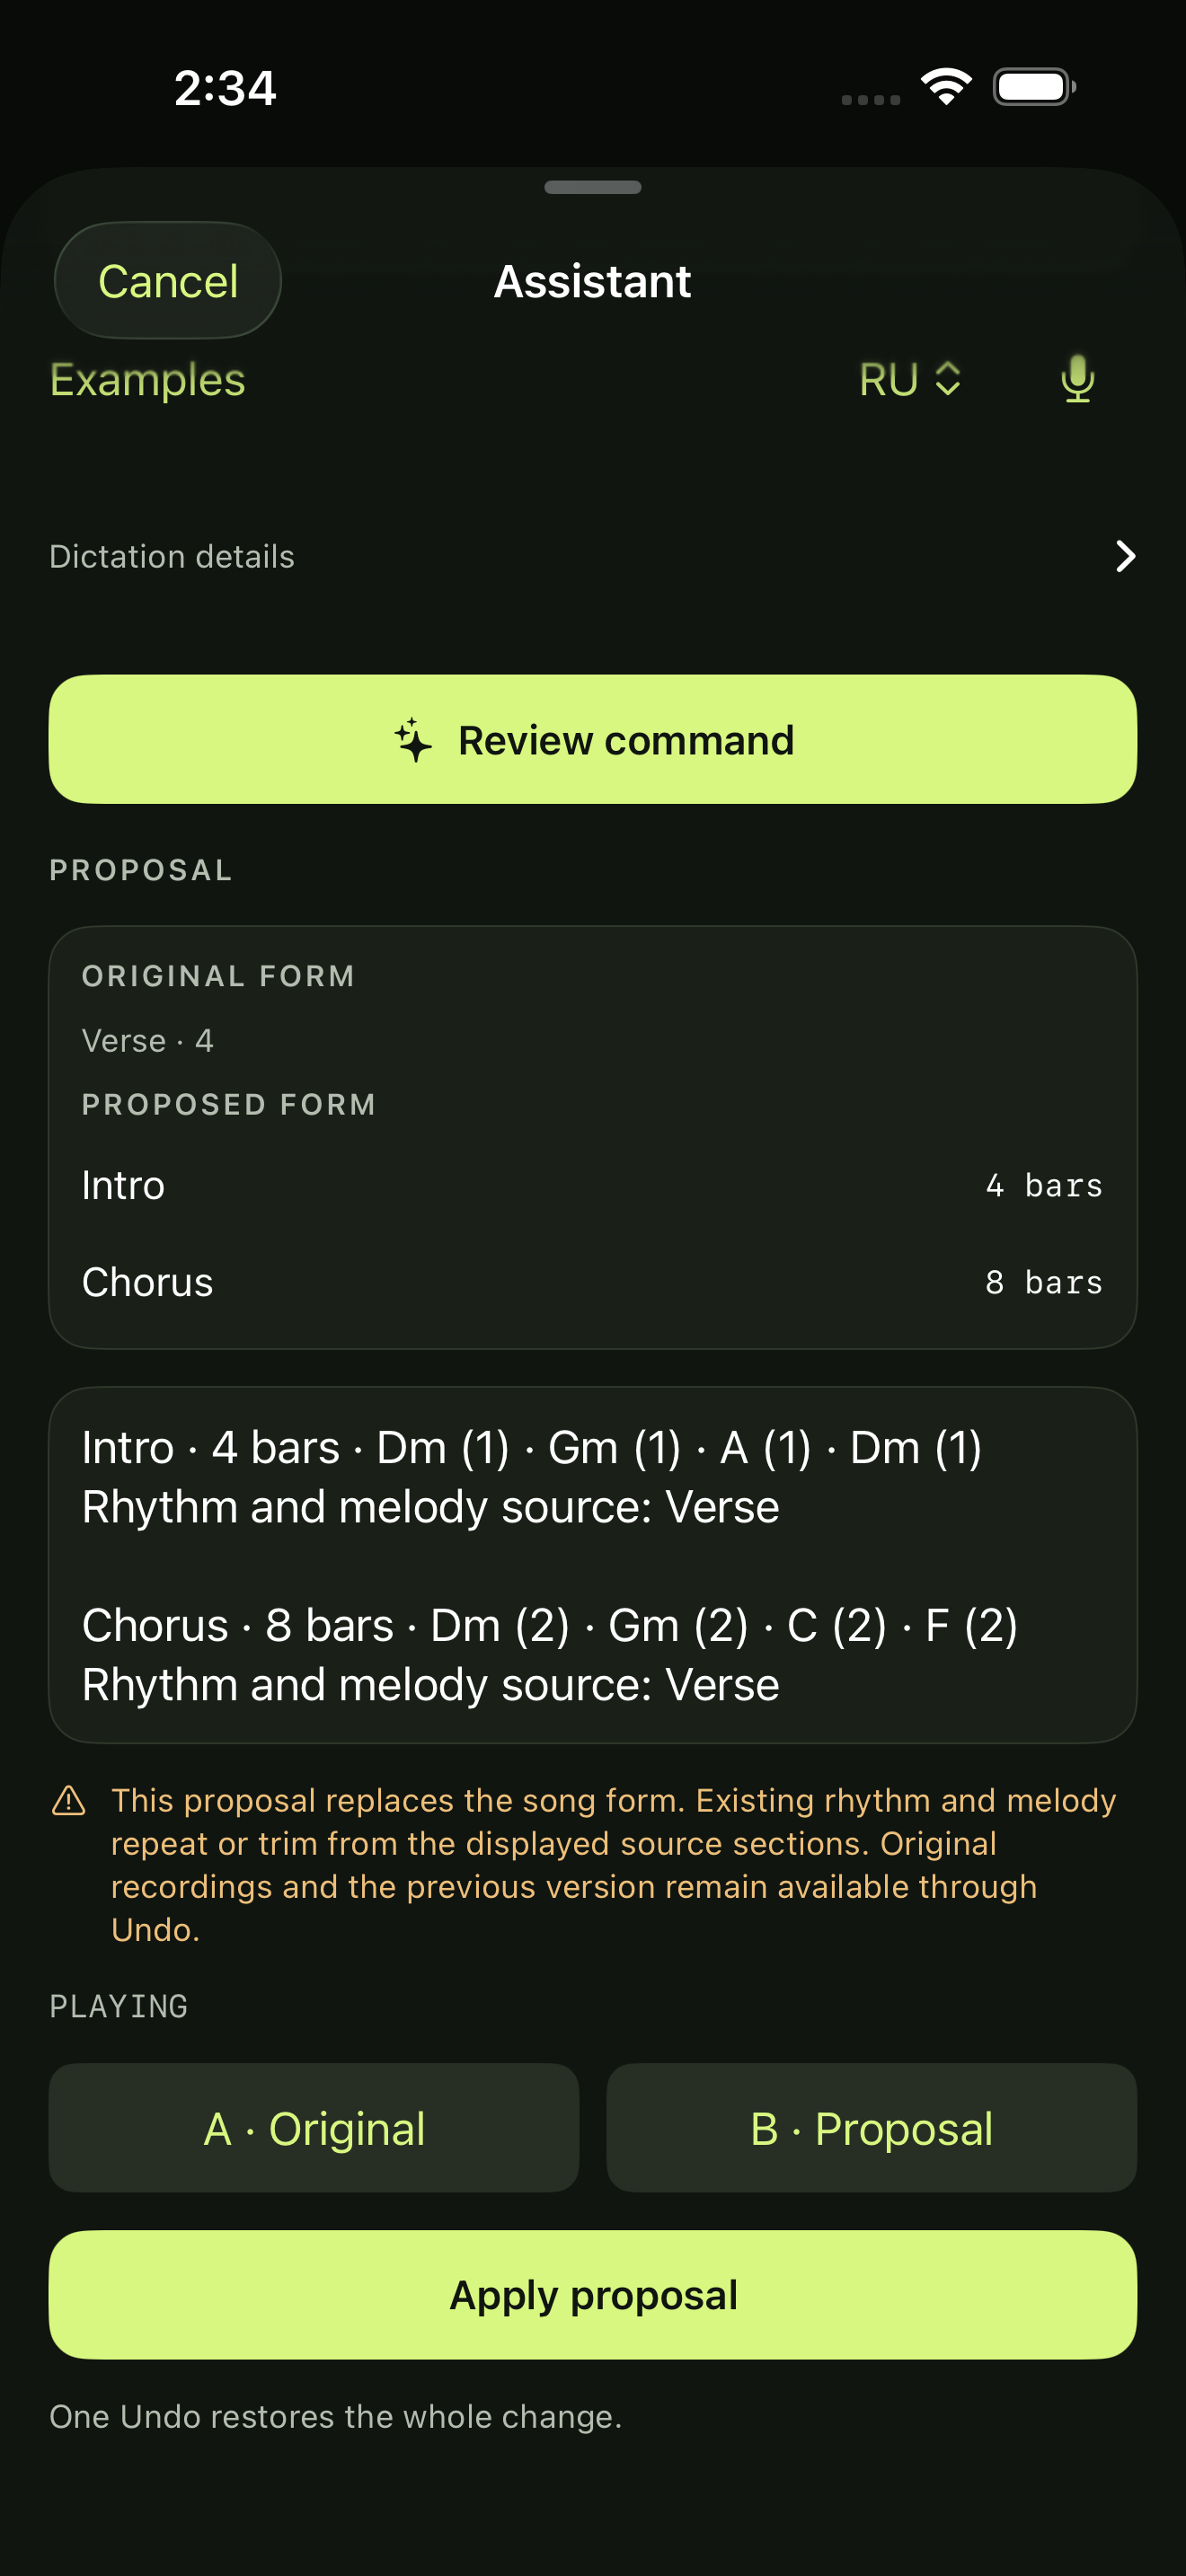 2:34
Cancel
Assistant
Examples
RU
Dictation details
Review command
PROPOSAL
ORIGINAL FORM
Verse · 4
PROPOSED FORM
Intro
4 bars
Chorus
8 bars
Intro · 4 bars · Dm (1) · Gm (1) · A (1) · Dm (1)
Rhythm and melody source: Verse
Chorus · 8 bars · Dm (2) · Gm (2) · C (2) · F (2)
Rhythm and melody source: Verse
This proposal replaces the song form. Existing rhythm and melody
repeat or trim from the displayed source sections. Original
recordings and the previous version remain available through
Undo.
PLAYING
A · Original
B · Proposal
Apply proposal
One Undo restores the whole change.